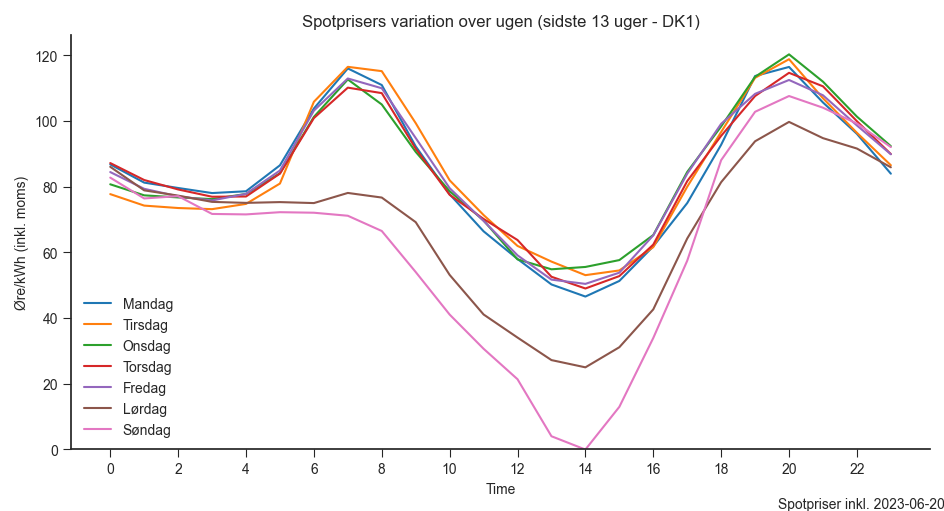 Spotprisers variation over ugen (sidste 13 uger - DK1)
Øre/kWh (inkl. moms)
120
100
80
60
40
20
0
Mandag
Tirsdag
Onsdag
Torsdag
Fredag
Lørdag
Søndag
0 2 4 6 8 10 12 14 16 18 20 22
Time
Spotpriser inkl. 2023-06-20